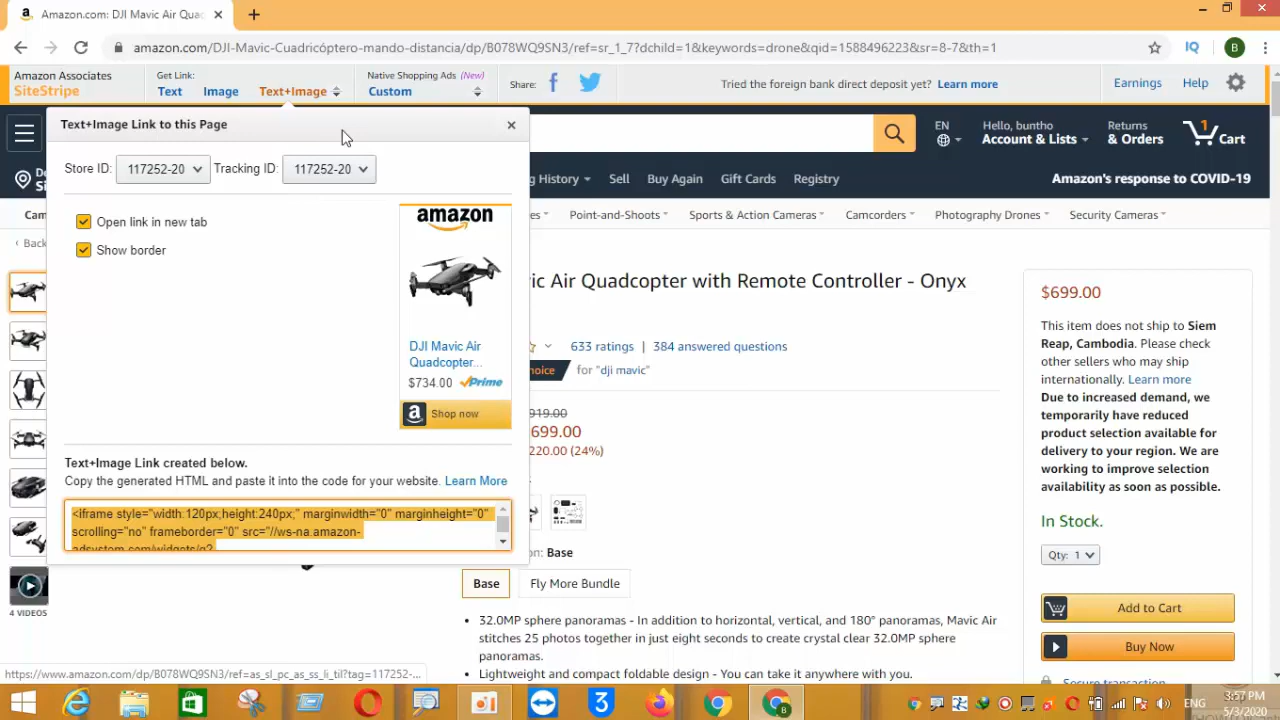 Amazon.com: DJI Mavic Air Quad
amazon.com/DJI-Mavic-Cuadricóptero-mando-distancia/dp/B078WQ9SN3/ref=sr_1_7?dchild=1&keywords=drone&qid=1588496223&sr=8-7&th=1
IQ
B
Amazon Associates
SiteStripe
Get Link:
Text Image Text+Image
Native Shopping Ads (New)
Custom
Share:
Tried the foreign bank direct deposit yet? Learn more
Earnings Help
Text+Image Link to this Page
Store ID: 117252-20 Tracking ID: 117252-20
Open link in new tab
Show border
amazon
DJI Mavic Air
Quadcopter...
$734.00 Prime
Shop now
Text+Image Link created below.
Copy the generated HTML and paste it into the code for your website. Learn More
<iframe style="width:120px;height:240px;" marginwidth="0" marginheight="0"
scrolling="no" frameborder="0" src="//ws-na.amazon-
adsystem.com/widgets/q?
EN
Hello, buntho
Account & Lists
Returns
& Orders
1
Cart
De
Si
g History Sell Buy Again Gift Cards Registry
Amazon's response to COVID-19
Cam
es Point-and-Shoots Sports & Action Cameras Camcorders Photography Drones Security Cameras
‹ Back
ic Air Quadcopter with Remote Controller - Onyx
633 ratings | 384 answered questions
hoice for "dji mavic"
919.00
699.00
220.00 (24%)
on: Base
Base Fly More Bundle
• 32.0MP sphere panoramas - In addition to horizontal, vertical, and 180° panoramas, Mavic Air
stitches 25 photos together in just eight seconds to create crystal clear 32.0MP sphere
panoramas.
• Lightweight and compact foldable design - You can take it anywhere with you.
4 VIDEOS
$699.00
This item does not ship to Siem
Reap, Cambodia. Please check
other sellers who may ship
internationally. Learn more
Due to increased demand, we
temporarily have reduced
product selection available for
delivery to your region. We are
working to improve selection
availability as soon as possible.
In Stock.
Qty: 1
Add to Cart
Buy Now
Secure transaction
https://www.amazon.com/dp/B078WQ9SN3/ref=as_sl_pc_as_ss_li_til?tag=117252-...
ENG
3:57 PM
5/3/2020